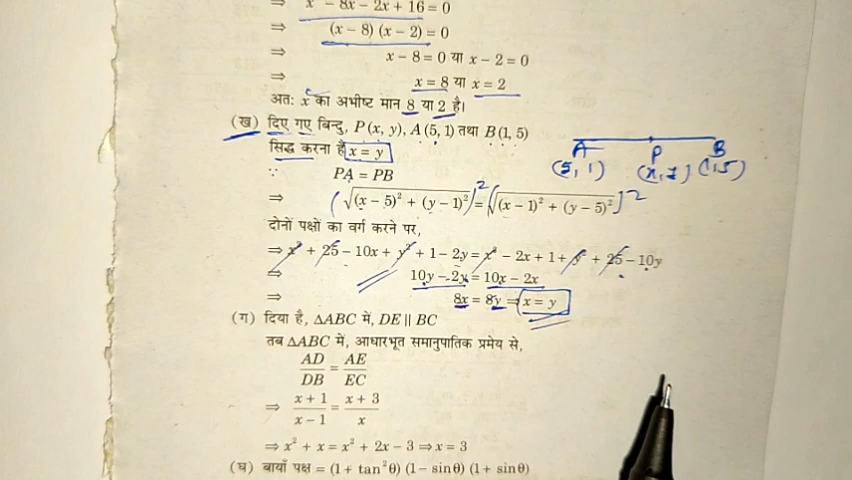 ⇒ x² − 8x − 2x + 16 = 0
⇒ (x − 8) (x − 2) = 0
⇒ x − 8 = 0 या x − 2 = 0
⇒ x = 8 या x = 2
अतः x का अभीष्ट मान 8 या 2 है।
(ख) दिए गए बिन्दु, P(x, y), A(5, 1) तथा B(1, 5)
A P B
सिद्ध करना है x = y
(5, 1) (x, y) (1,5)
∵ PA = PB
⇒ (√(x − 5)² + (y − 1)²)² = (√(x − 1)² + (y − 5)²)²
दोनों पक्षों का वर्ग करने पर,
⇒ x² + 25 − 10x + y² + 1 − 2y = x² − 2x + 1 + y² + 25 − 10y
⇒ 10y − 2y = 10x − 2x
⇒ 8x = 8y ⇒ x = y
(ग) दिया है, ΔABC में, DE || BC
तब ΔABC में, आधारभूत समानुपातिक प्रमेय से,
AD/DB = AE/EC
⇒ x + 1/x − 1 = x + 3/x
⇒ x² + x = x² + 2x − 3 ⇒ x = 3
(घ) बायाँ पक्ष = (1 + tan²θ) (1 − sinθ) (1 + sinθ)